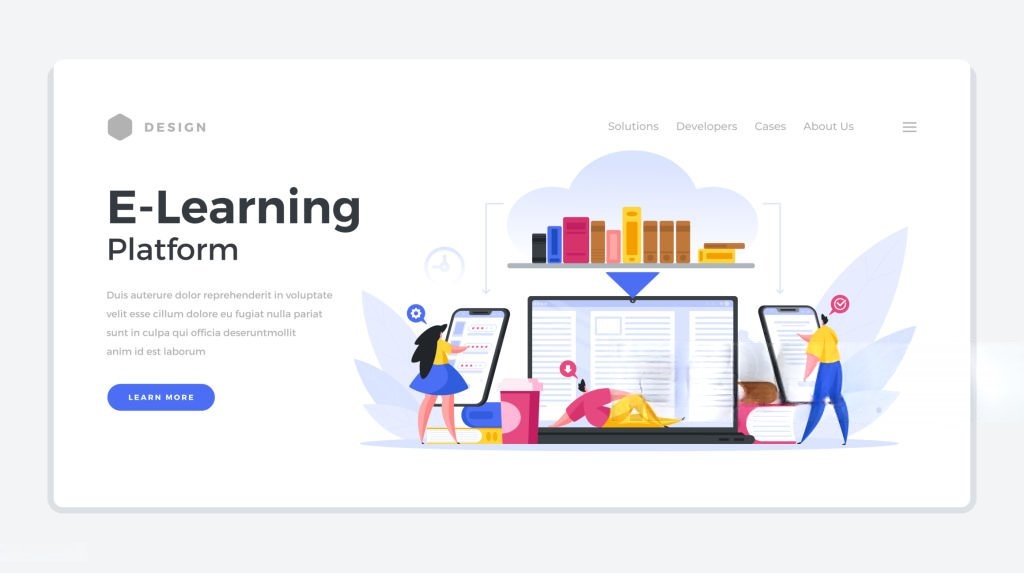 DESIGN
Solutions Developers Cases About Us
E-Learning
Platform
Duis auterure dolor reprehenderit in voluptate
velit esse cillum dolore eu fugiat nulla pariat
sunt in culpa qui officia deseruntmollit
anim id est laborum
LEARN MORE